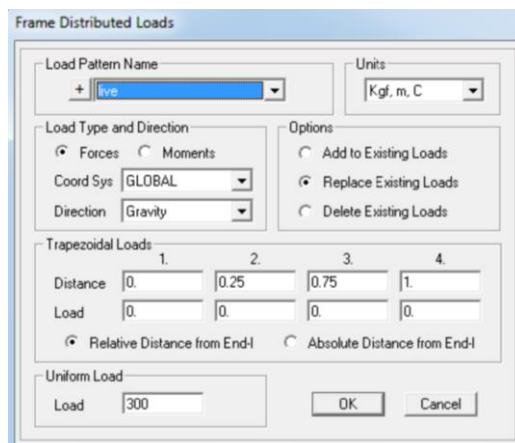 Frame Distributed Loads
Load Pattern Name
+ live
Units
Kgf, m, C
Load Type and Direction
Forces Moments
Coord Sys GLOBAL
Direction Gravity
Options
Add to Existing Loads
Replace Existing Loads
Delete Existing Loads
Trapezoidal Loads
1. 2. 3. 4.
Distance 0. 0.25 0.75 1.
Load 0. 0. 0. 0.
Relative Distance from End-I Absolute Distance from End-I
Uniform Load
Load 300
OK Cancel